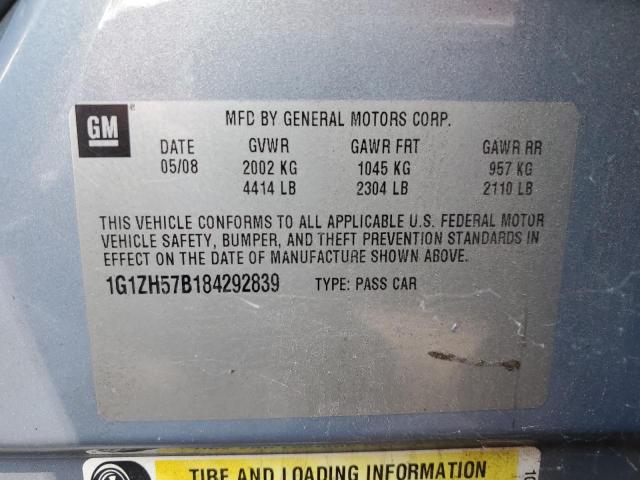 GM
MFD BY GENERAL MOTORS CORP.
DATE GVWR GAWR FRT GAWR RR
05/08 2002 KG 1045 KG 957 KG
4414 LB 2304 LB 2110 LB
THIS VEHICLE CONFORMS TO ALL APPLICABLE U.S. FEDERAL MOTOR
VEHICLE SAFETY, BUMPER, AND THEFT PREVENTION STANDARDS IN
EFFECT ON THE DATE OF MANUFACTURE SHOWN ABOVE.
1G1ZH57B184292839 TYPE: PASS CAR
TIRE AND LOADING INFORMATION